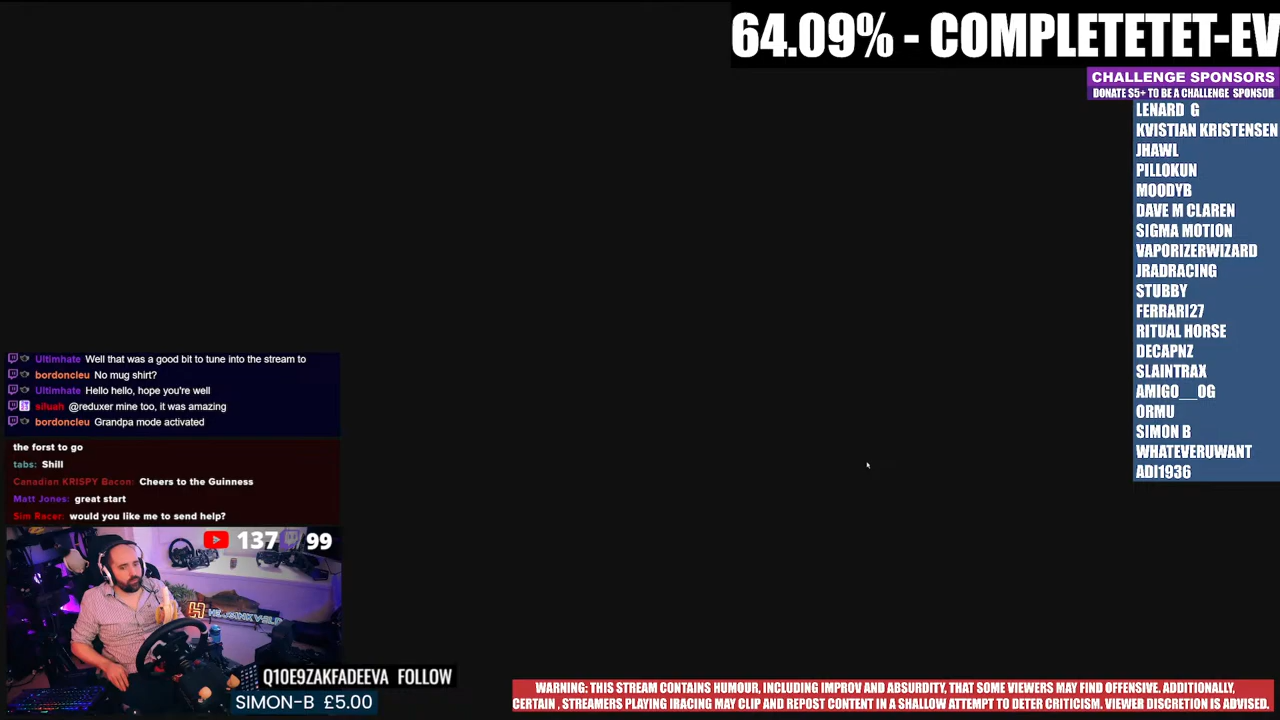 64.09% - COMPLETETET-EV
CHALLENGE SPONSORS
DONATE $5+ TO BE A CHALLENGE SPONSOR
LENARD G
KVISTIAN KRISTENSEN
JHAWL
PILLOKUN
MOODYB
DAVE M CLAREN
SIGMA MOTION
VAPORIZERWIZARD
JRADRACING
STUBBY
FERRARI27
RITUAL HORSE
DECAPNZ
SLAINTRAX
AMIGO__OG
ORMU
SIMON B
WHATEVERUWANT
ADI1936
Ultimhate Well that was a good bit to tune into the stream to
bordoncleu No mug shirt?
Ultimhate Hello hello, hope you're well
sifuah @reduxer mine too, it was amazing
bordoncleu Grandpa mode activated
the forst to go
tabs: Shill
Canadian KRISPY Bacon: Cheers to the Guinness
Matt Jones: great start
Sim Racer: would you like me to send help?
137 99
Q10E9ZAKFADEEVA FOLLOW
SIMON-B £5.00
WARNING: THIS STREAM CONTAINS HUMOUR, INCLUDING IMPROV AND ABSURDITY, THAT SOME VIEWERS MAY FIND OFFENSIVE. ADDITIONALLY,
CERTAIN , STREAMERS PLAYING IRACING MAY CLIP AND REPOST CONTENT IN A SHALLOW ATTEMPT TO DETER CRITICISM. VIEWER DISCRETION IS ADVISED.